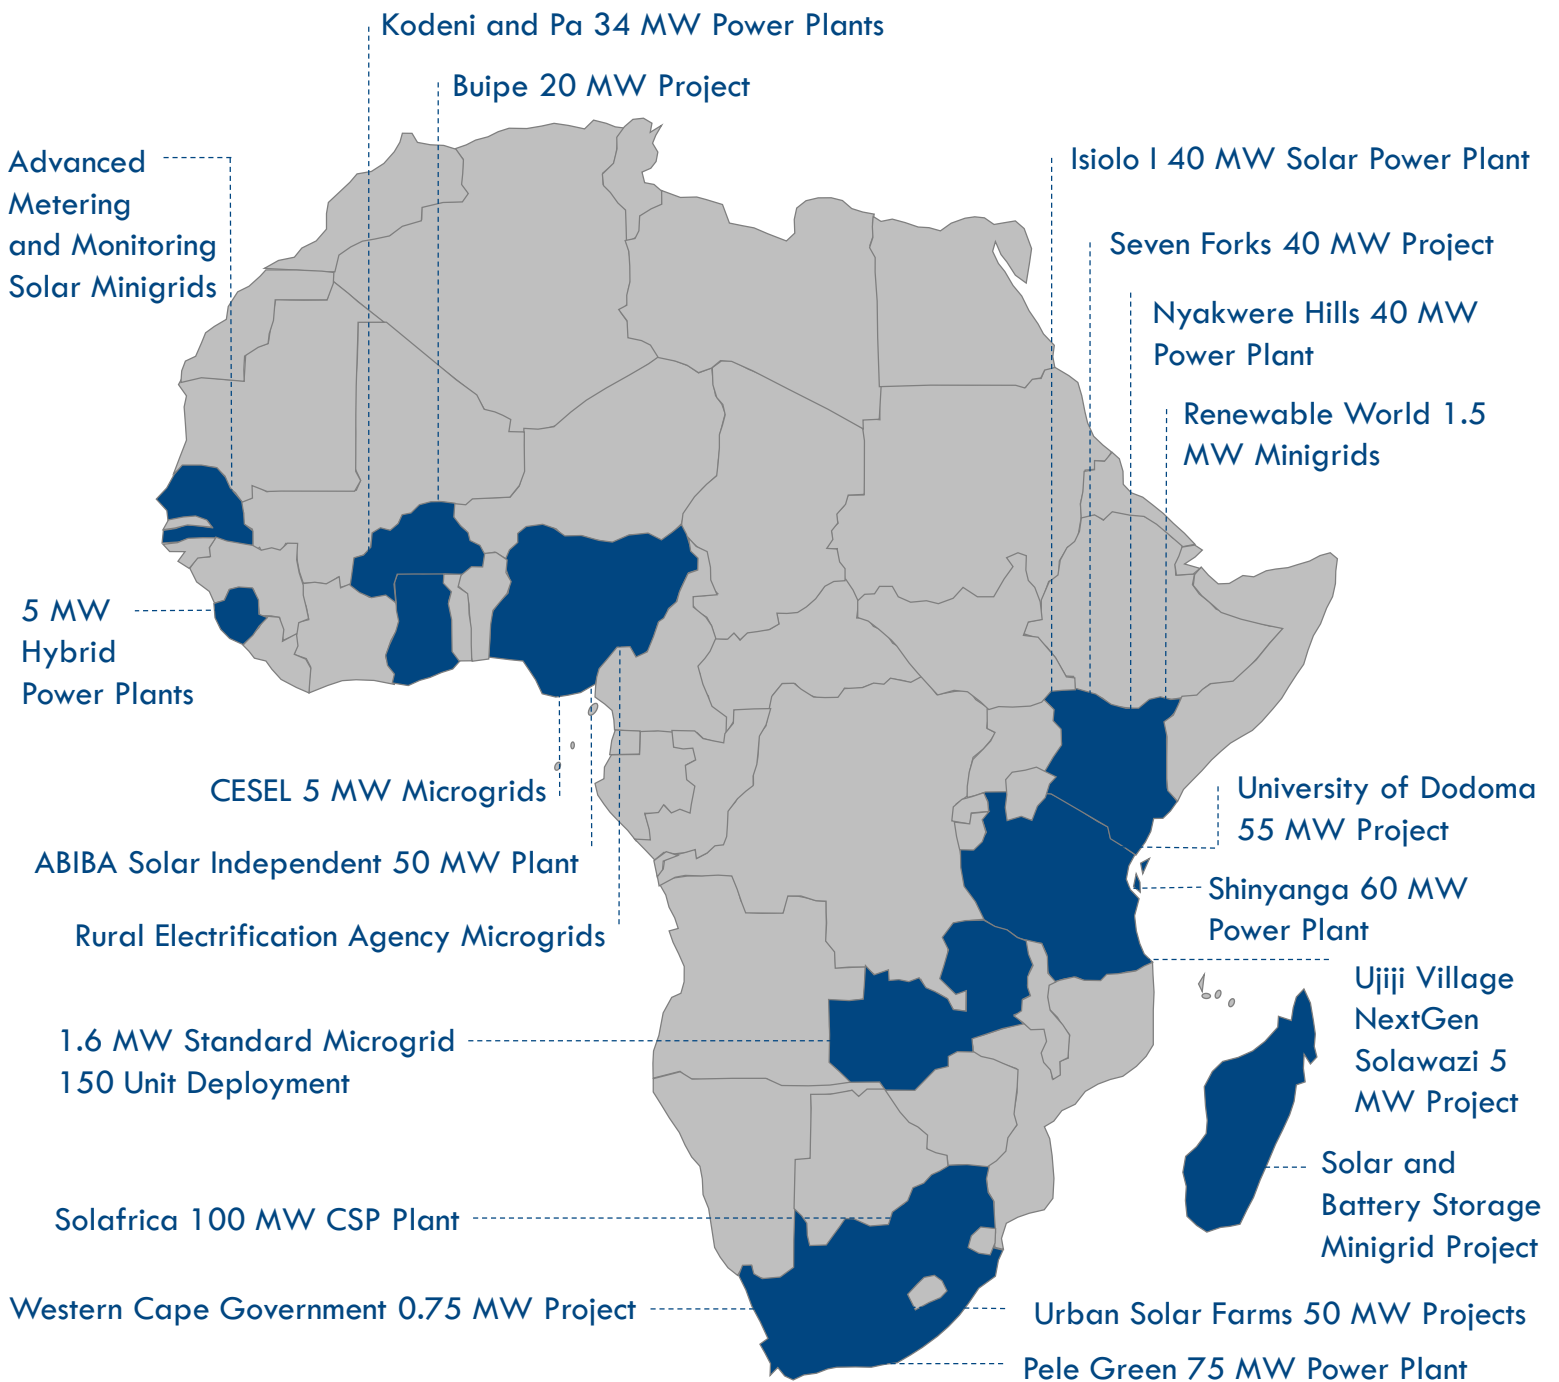 Kodeni and Pa 34 MW Power Plants
Buipe 20 MW Project
Advanced
Metering
and Monitoring
Solar Minigrids
Isiolo I 40 MW Solar Power Plant
Seven Forks 40 MW Project
Nyakwere Hills 40 MW
Power Plant
Renewable World 1.5
MW Minigrids
5 MW
Hybrid
Power Plants
CESEL 5 MW Microgrids
ABIBA Solar Independent 50 MW Plant
Rural Electrification Agency Microgrids
University of Dodoma
55 MW Project
Shinyanga 60 MW
Power Plant
Ujiji Village
NextGen
Solawazi 5
MW Project
1.6 MW Standard Microgrid
150 Unit Deployment
Solar and
Battery Storage
Minigrid Project
Solafrica 100 MW CSP Plant
Western Cape Government 0.75 MW Project
Urban Solar Farms 50 MW Projects
Pele Green 75 MW Power Plant